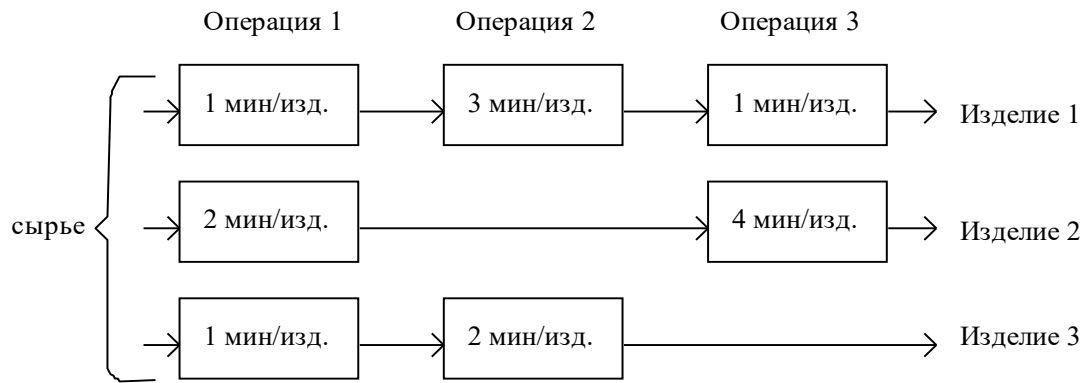 Операция 1 Операция 2 Операция 3
1 мин/изд. 3 мин/изд. 1 мин/изд. Изделие 1
сырье 2 мин/изд. 4 мин/изд. Изделие 2
1 мин/изд. 2 мин/изд. Изделие 3